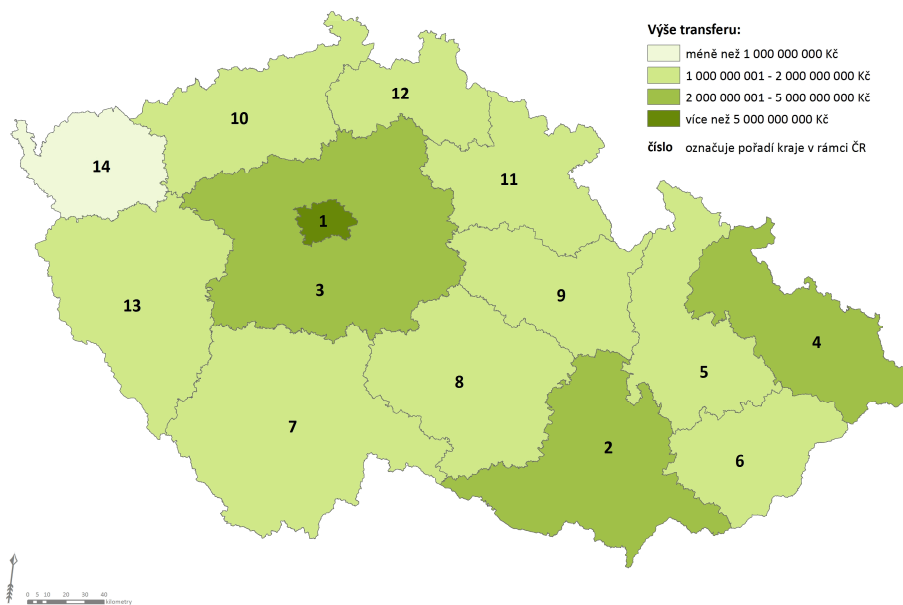 Výše transferu:
méně než 1 000 000 000 Kč
1 000 000 001 - 2 000 000 000 Kč
2 000 000 001 - 5 000 000 000 Kč
více než 5 000 000 000 Kč
číslo označuje pořadí kraje v rámci ČR
12
10
14
11
1
3
9
13
4
5
8
7
2
6
0 5 10 20 30 40
kilometry